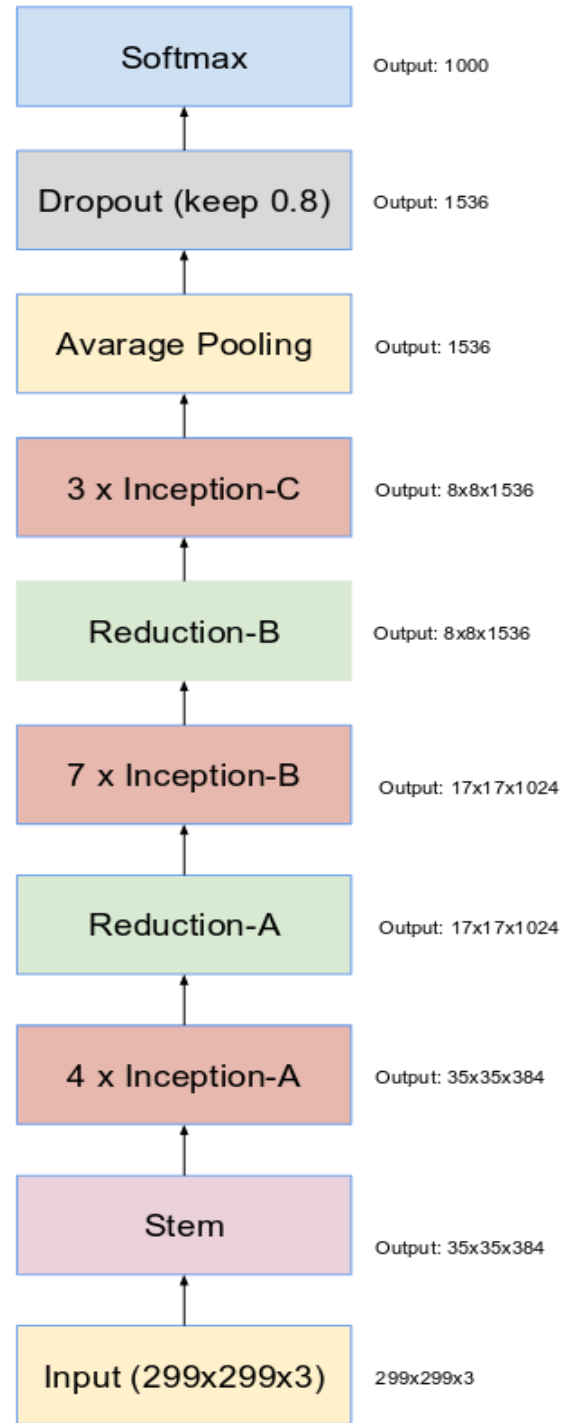 Softmax
Output: 1000
Dropout (keep 0.8)
Output: 1536
Avarage Pooling
Output: 1536
3 x Inception-C
Output: 8x8x1536
Reduction-B
Output: 8x8x1536
7 x Inception-B
Output: 17x17x1024
Reduction-A
Output: 17x17x1024
4 x Inception-A
Output: 35x35x384
Stem
Output: 35x35x384
Input (299x299x3)
299x299x3